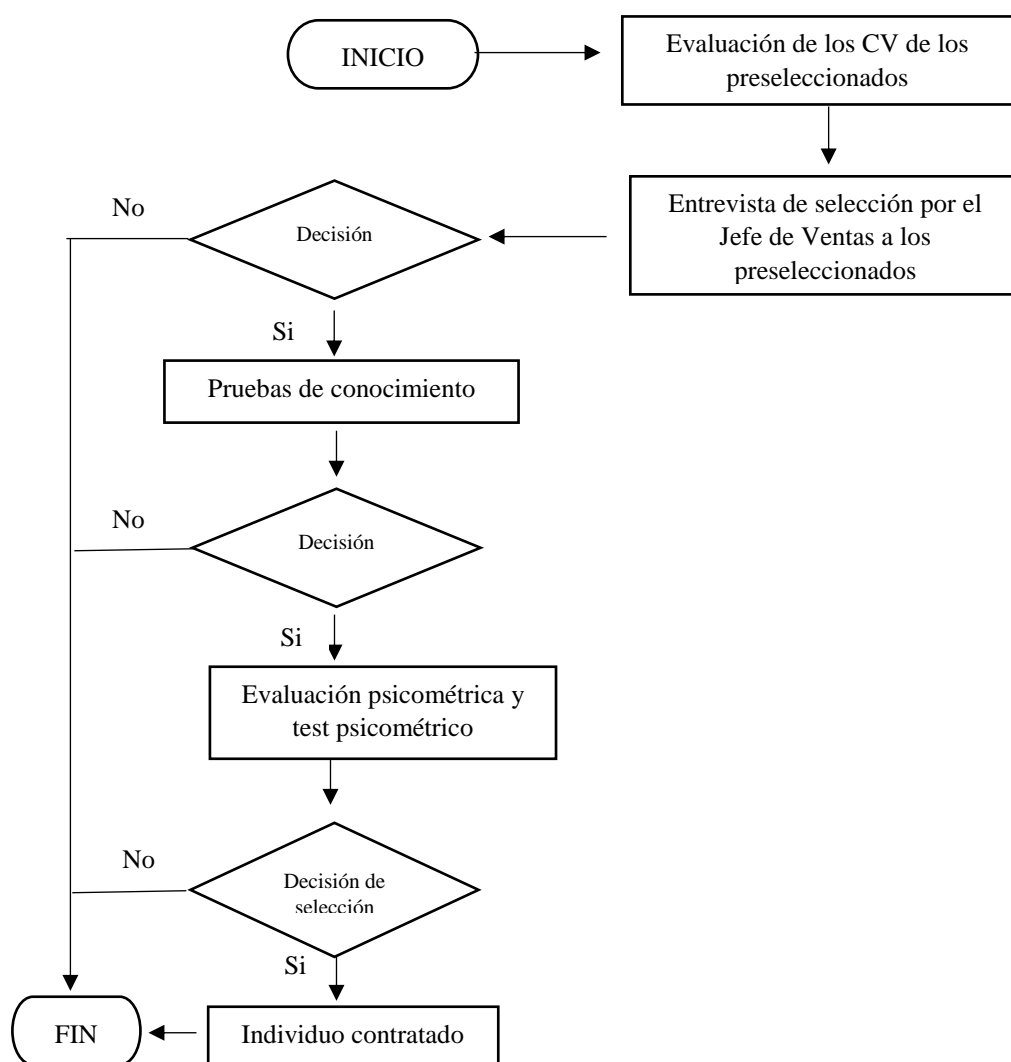 INICIO
Evaluación de los CV de los
preseleccionados
Entrevista de selección por el
Jefe de Ventas a los
preseleccionados
No
Decisión
Si
Pruebas de conocimiento
No
Decisión
Si
Evaluación psicométrica y
test psicométrico
No
Decisión de
selección
Si
FIN
Individuo contratado